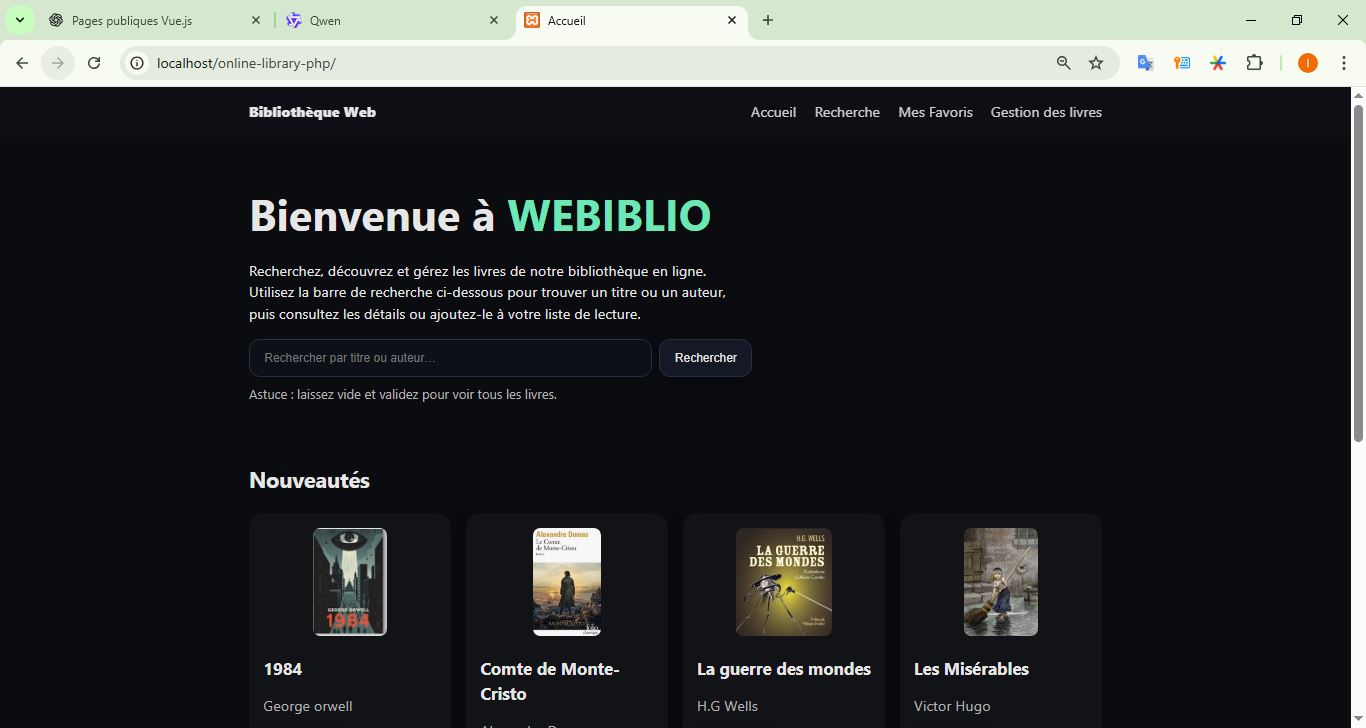 Pages publiques Vue.js
Qwen
Accueil
localhost/online-library-php/
Bibliothèque Web
Accueil
Recherche
Mes Favoris
Gestion des livres
Bienvenue à WEBIBLIO
Recherchez, découvrez et gérez les livres de notre bibliothèque en ligne.
Utilisez la barre de recherche ci-dessous pour trouver un titre ou un auteur,
puis consultez les détails ou ajoutez-le à votre liste de lecture.
Rechercher par titre ou auteur…
Rechercher
Astuce : laissez vide et validez pour voir tous les livres.
Nouveautés
GEORGE ORWELL
1984
Alexandre Dumas
Le Comte
de Monte-Cristo
folio
H.G. WELLS
LA GUERRE
DES MONDES
1984
George orwell
Comte de Monte-
Cristo
La guerre des mondes
H.G Wells
Les Misérables
Victor Hugo